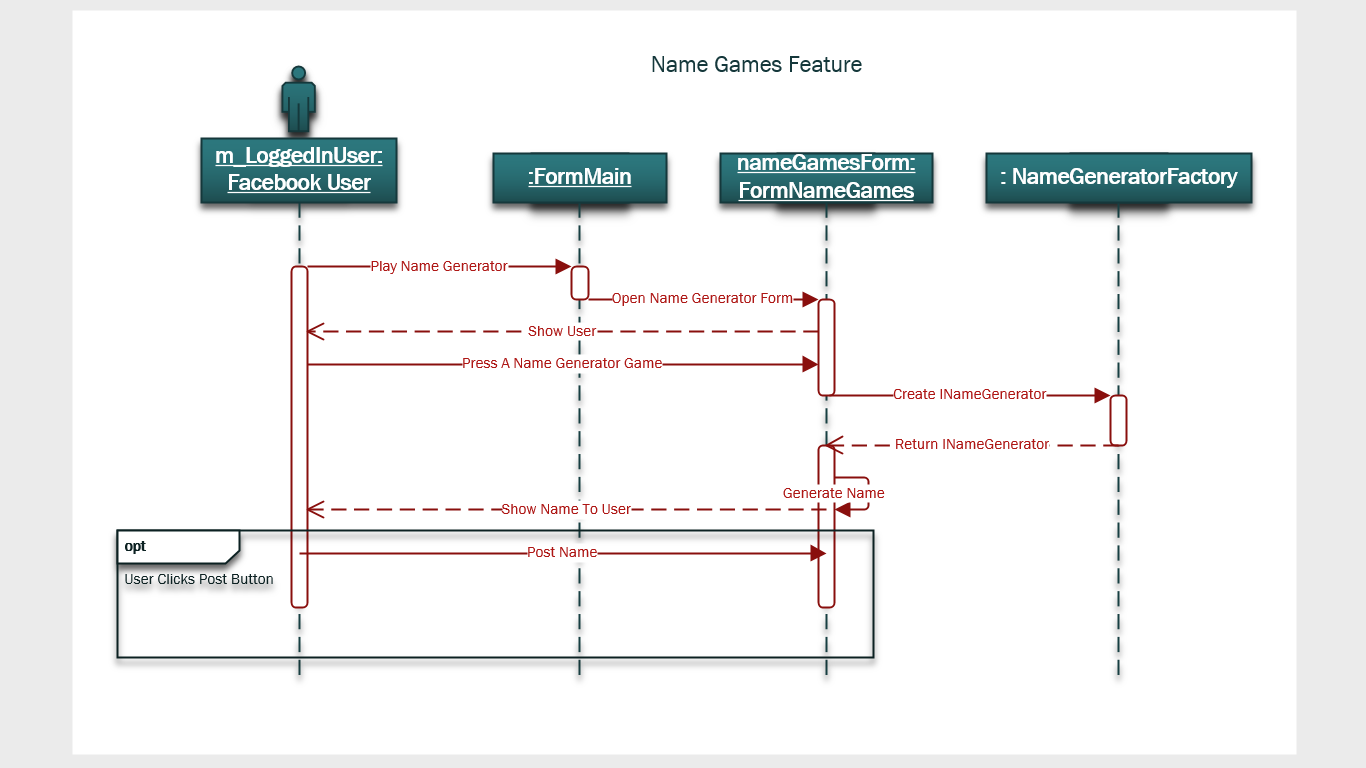 Name Games Feature
m_LoggedInUser:
Facebook User
:FormMain
nameGamesForm:
FormNameGames
: NameGeneratorFactory
Play Name Generator
Open Name Generator Form
Show User
Press A Name Generator Game
Create INameGenerator
Return INameGenerator
Generate Name
Show Name To User
opt
Post Name
User Clicks Post Button